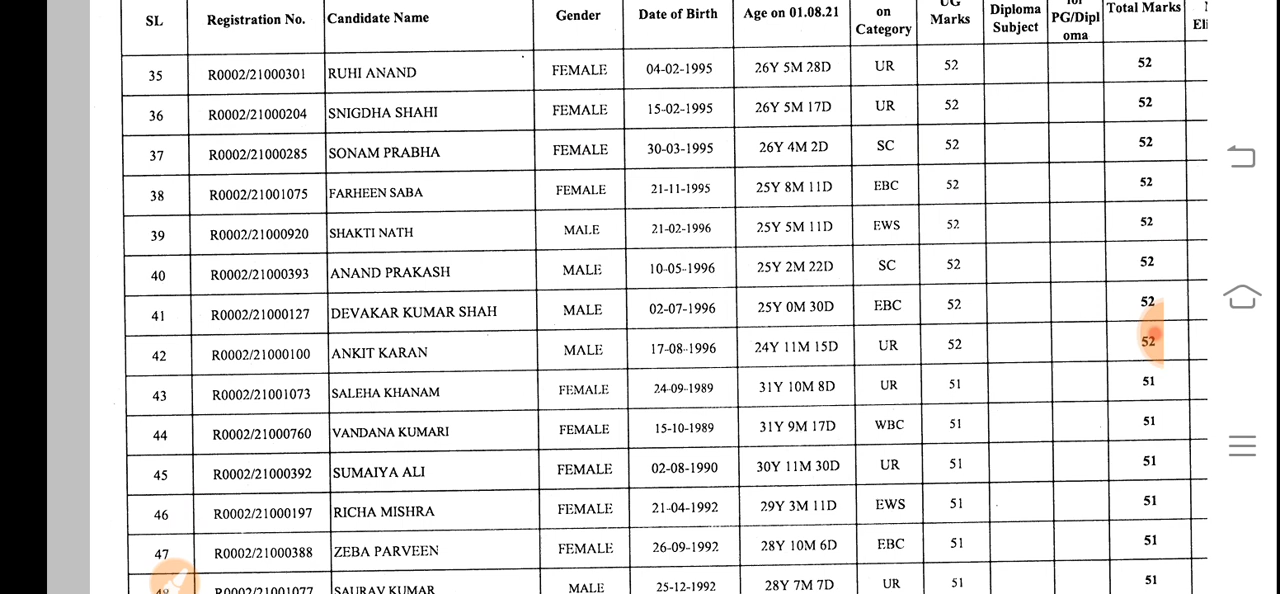 SL Registration No. Candidate Name Gender Date of Birth Age on 01.08.21 on Category UG Marks Diploma Subject for PG/Dipl oma Total Marks Eli
35 R0002/21000301 RUHI ANAND FEMALE 04-02-1995 26Y 5M 28D UR 52 52
36 R0002/21000204 SNIGDHA SHAHI FEMALE 15-02-1995 26Y 5M 17D UR 52 52
37 R0002/21000285 SONAM PRABHA FEMALE 30-03-1995 26Y 4M 2D SC 52 52
38 R0002/21001075 FARHEEN SABA FEMALE 21-11-1995 25Y 8M 11D EBC 52 52
39 R0002/21000920 SHAKTI NATH MALE 21-02-1996 25Y 5M 11D EWS 52 52
40 R0002/21000393 ANAND PRAKASH MALE 10-05-1996 25Y 2M 22D SC 52 52
41 R0002/21000127 DEVAKAR KUMAR SHAH MALE 02-07-1996 25Y 0M 30D EBC 52 52
42 R0002/21000100 ANKIT KARAN MALE 17-08-1996 24Y 11M 15D UR 52 52
43 R0002/21001073 SALEHA KHANAM FEMALE 24-09-1989 31Y 10M 8D UR 51 51
44 R0002/21000760 VANDANA KUMARI FEMALE 15-10-1989 31Y 9M 17D WBC 51 51
45 R0002/21000392 SUMAIYA ALI FEMALE 02-08-1990 30Y 11M 30D UR 51 51
46 R0002/21000197 RICHA MISHRA FEMALE 21-04-1992 29Y 3M 11D EWS 51 51
47 R0002/21000388 ZEBA PARVEEN FEMALE 26-09-1992 28Y 10M 6D EBC 51 51
48 R0002/21001077 SAURAV KUMAR MALE 25-12-1992 28Y 7M 7D UR 51 51